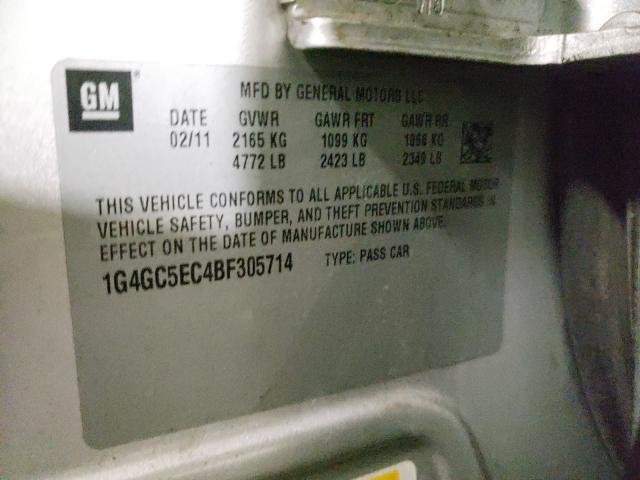 GM
MFD BY GENERAL MOTORS LLC
DATE GVWR GAWR FRT GAWR RR
02/11 2165 KG 1099 KG 1066 KG
4772 LB 2423 LB 2349 LB
THIS VEHICLE CONFORMS TO ALL APPLICABLE U.S. FEDERAL MOTOR
VEHICLE SAFETY, BUMPER, AND THEFT PREVENTION STANDARDS IN
EFFECT ON THE DATE OF MANUFACTURE SHOWN ABOVE.
1G4GC5EC4BF305714 TYPE: PASS CAR